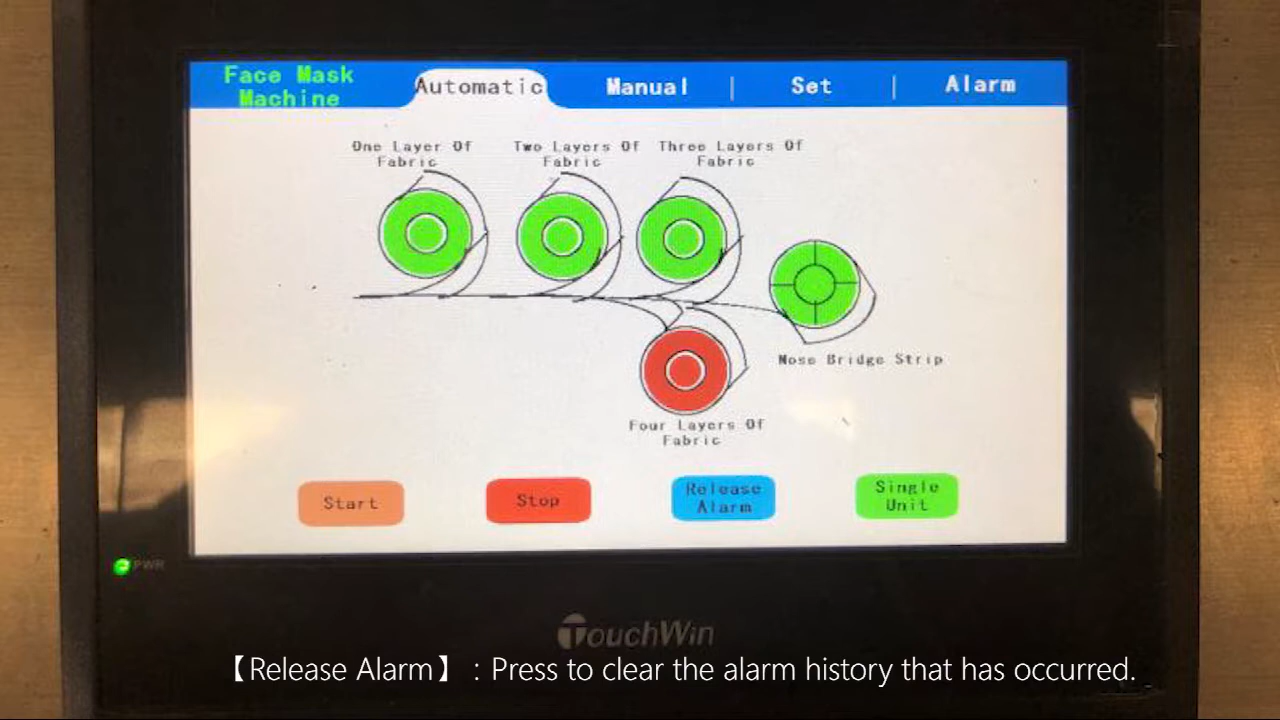 Face Mask
Machine
Automatic
Manual
Set
Alarm
One Layer Of
Fabric
Two Layers Of
Fabric
Three Layers Of
Fabric
Nose Bridge Strip
Four Layers Of
Fabric
Start
Stop
Release
Alarm
Single
Unit
PWR
TouchWin
【Release Alarm】 : Press to clear the alarm history that has occurred.